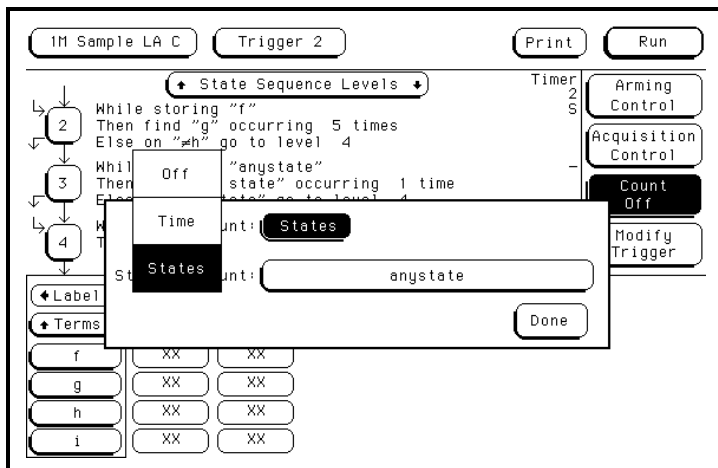 1M Sample LA C
Trigger 2
Print
Run
State Sequence Levels
Timer
2
S
Arming
Control
Acquisition
Control
Count
Off
Modify
Trigger
2
While storing "f"
Then find "g" occurring 5 times
Else on "≠h" go to level 4
3
"anystate"
Then state" occurring 1 time
-
4
Off
Time
States
unt: States
St unt: anystate
Done
Label
Terms
f XX XX
g XX XX
h XX XX
i XX XX